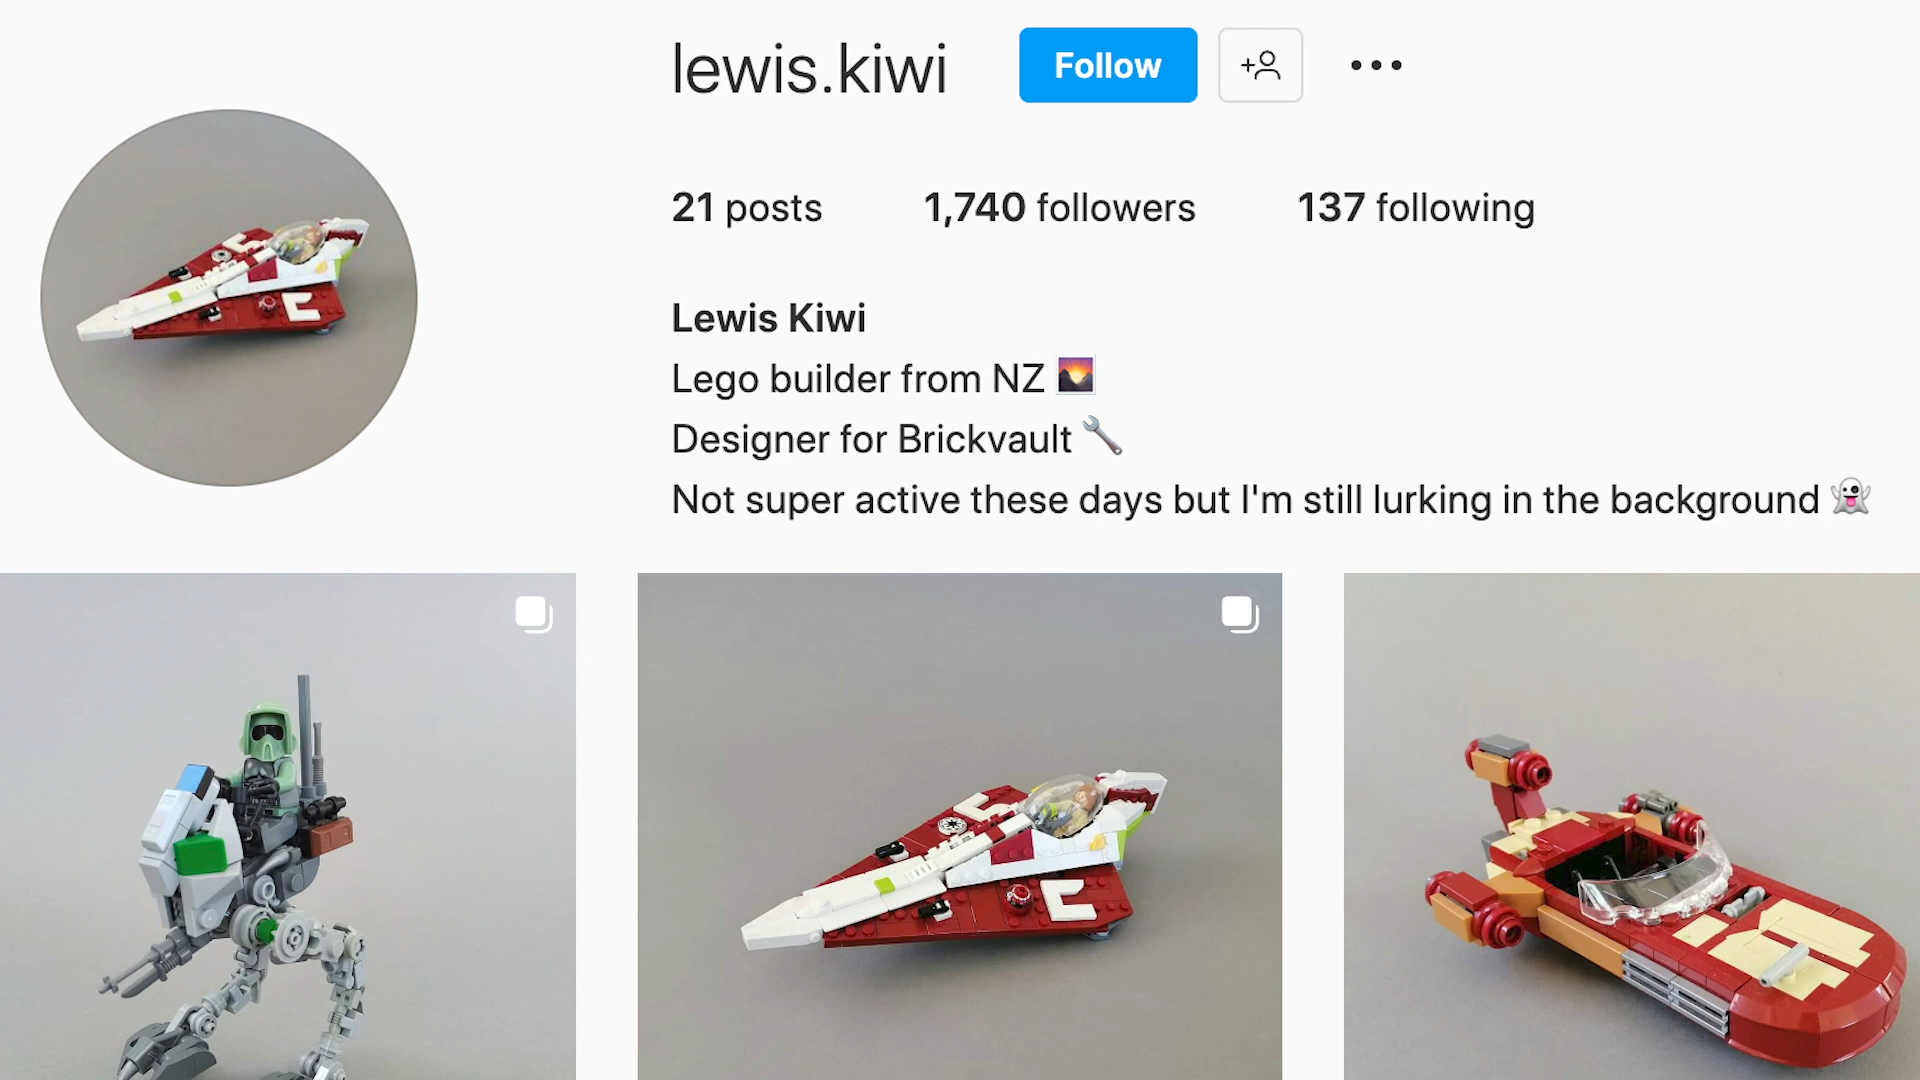 lewis.kiwi Follow
21 posts 1,740 followers 137 following
Lewis Kiwi
Lego builder from NZ 🌄
Designer for Brickvault 🔧
Not super active these days but I'm still lurking in the background 👻